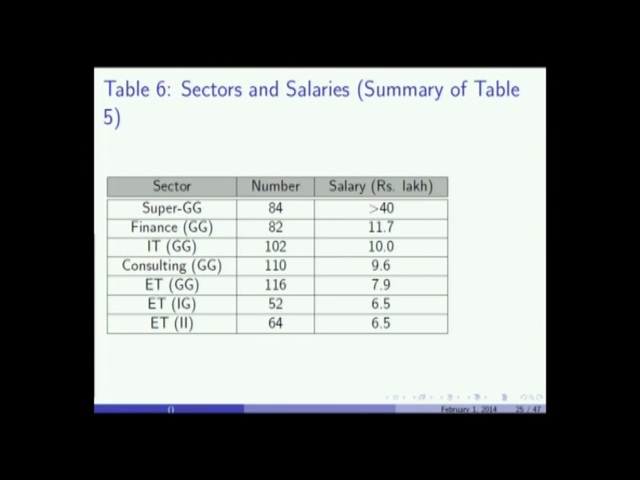 Table 6: Sectors and Salaries (Summary of Table
5)
Sector Number Salary (Rs. lakh)
Super-GG 84 >40
Finance (GG) 82 11.7
IT (GG) 102 10.0
Consulting (GG) 110 9.6
ET (GG) 116 7.9
ET (IG) 52 6.5
ET (II) 64 6.5
() February 1, 2014 25 / 47